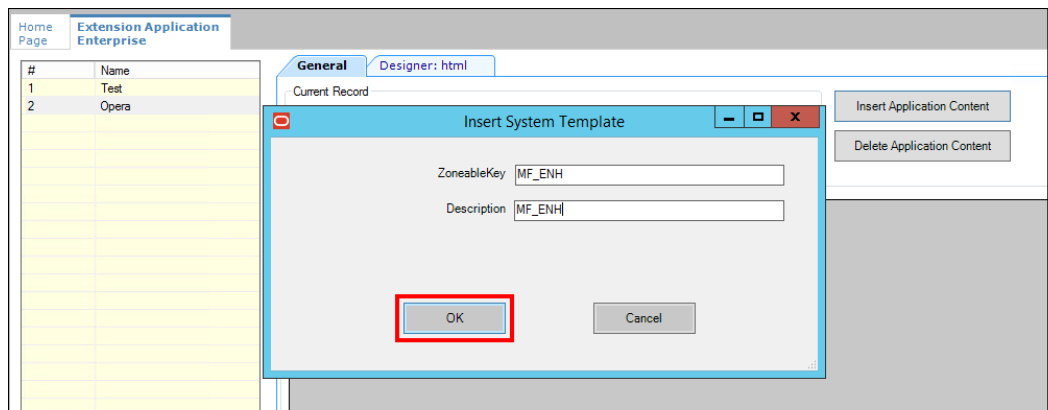 Home Page
Extension Application Enterprise
# Name
1 Test
2 Opera
General
Designer: html
Current Record
Insert Application Content
Delete Application Content
Insert System Template
ZoneableKey MF_ENH
Description MF_ENH
OK
Cancel